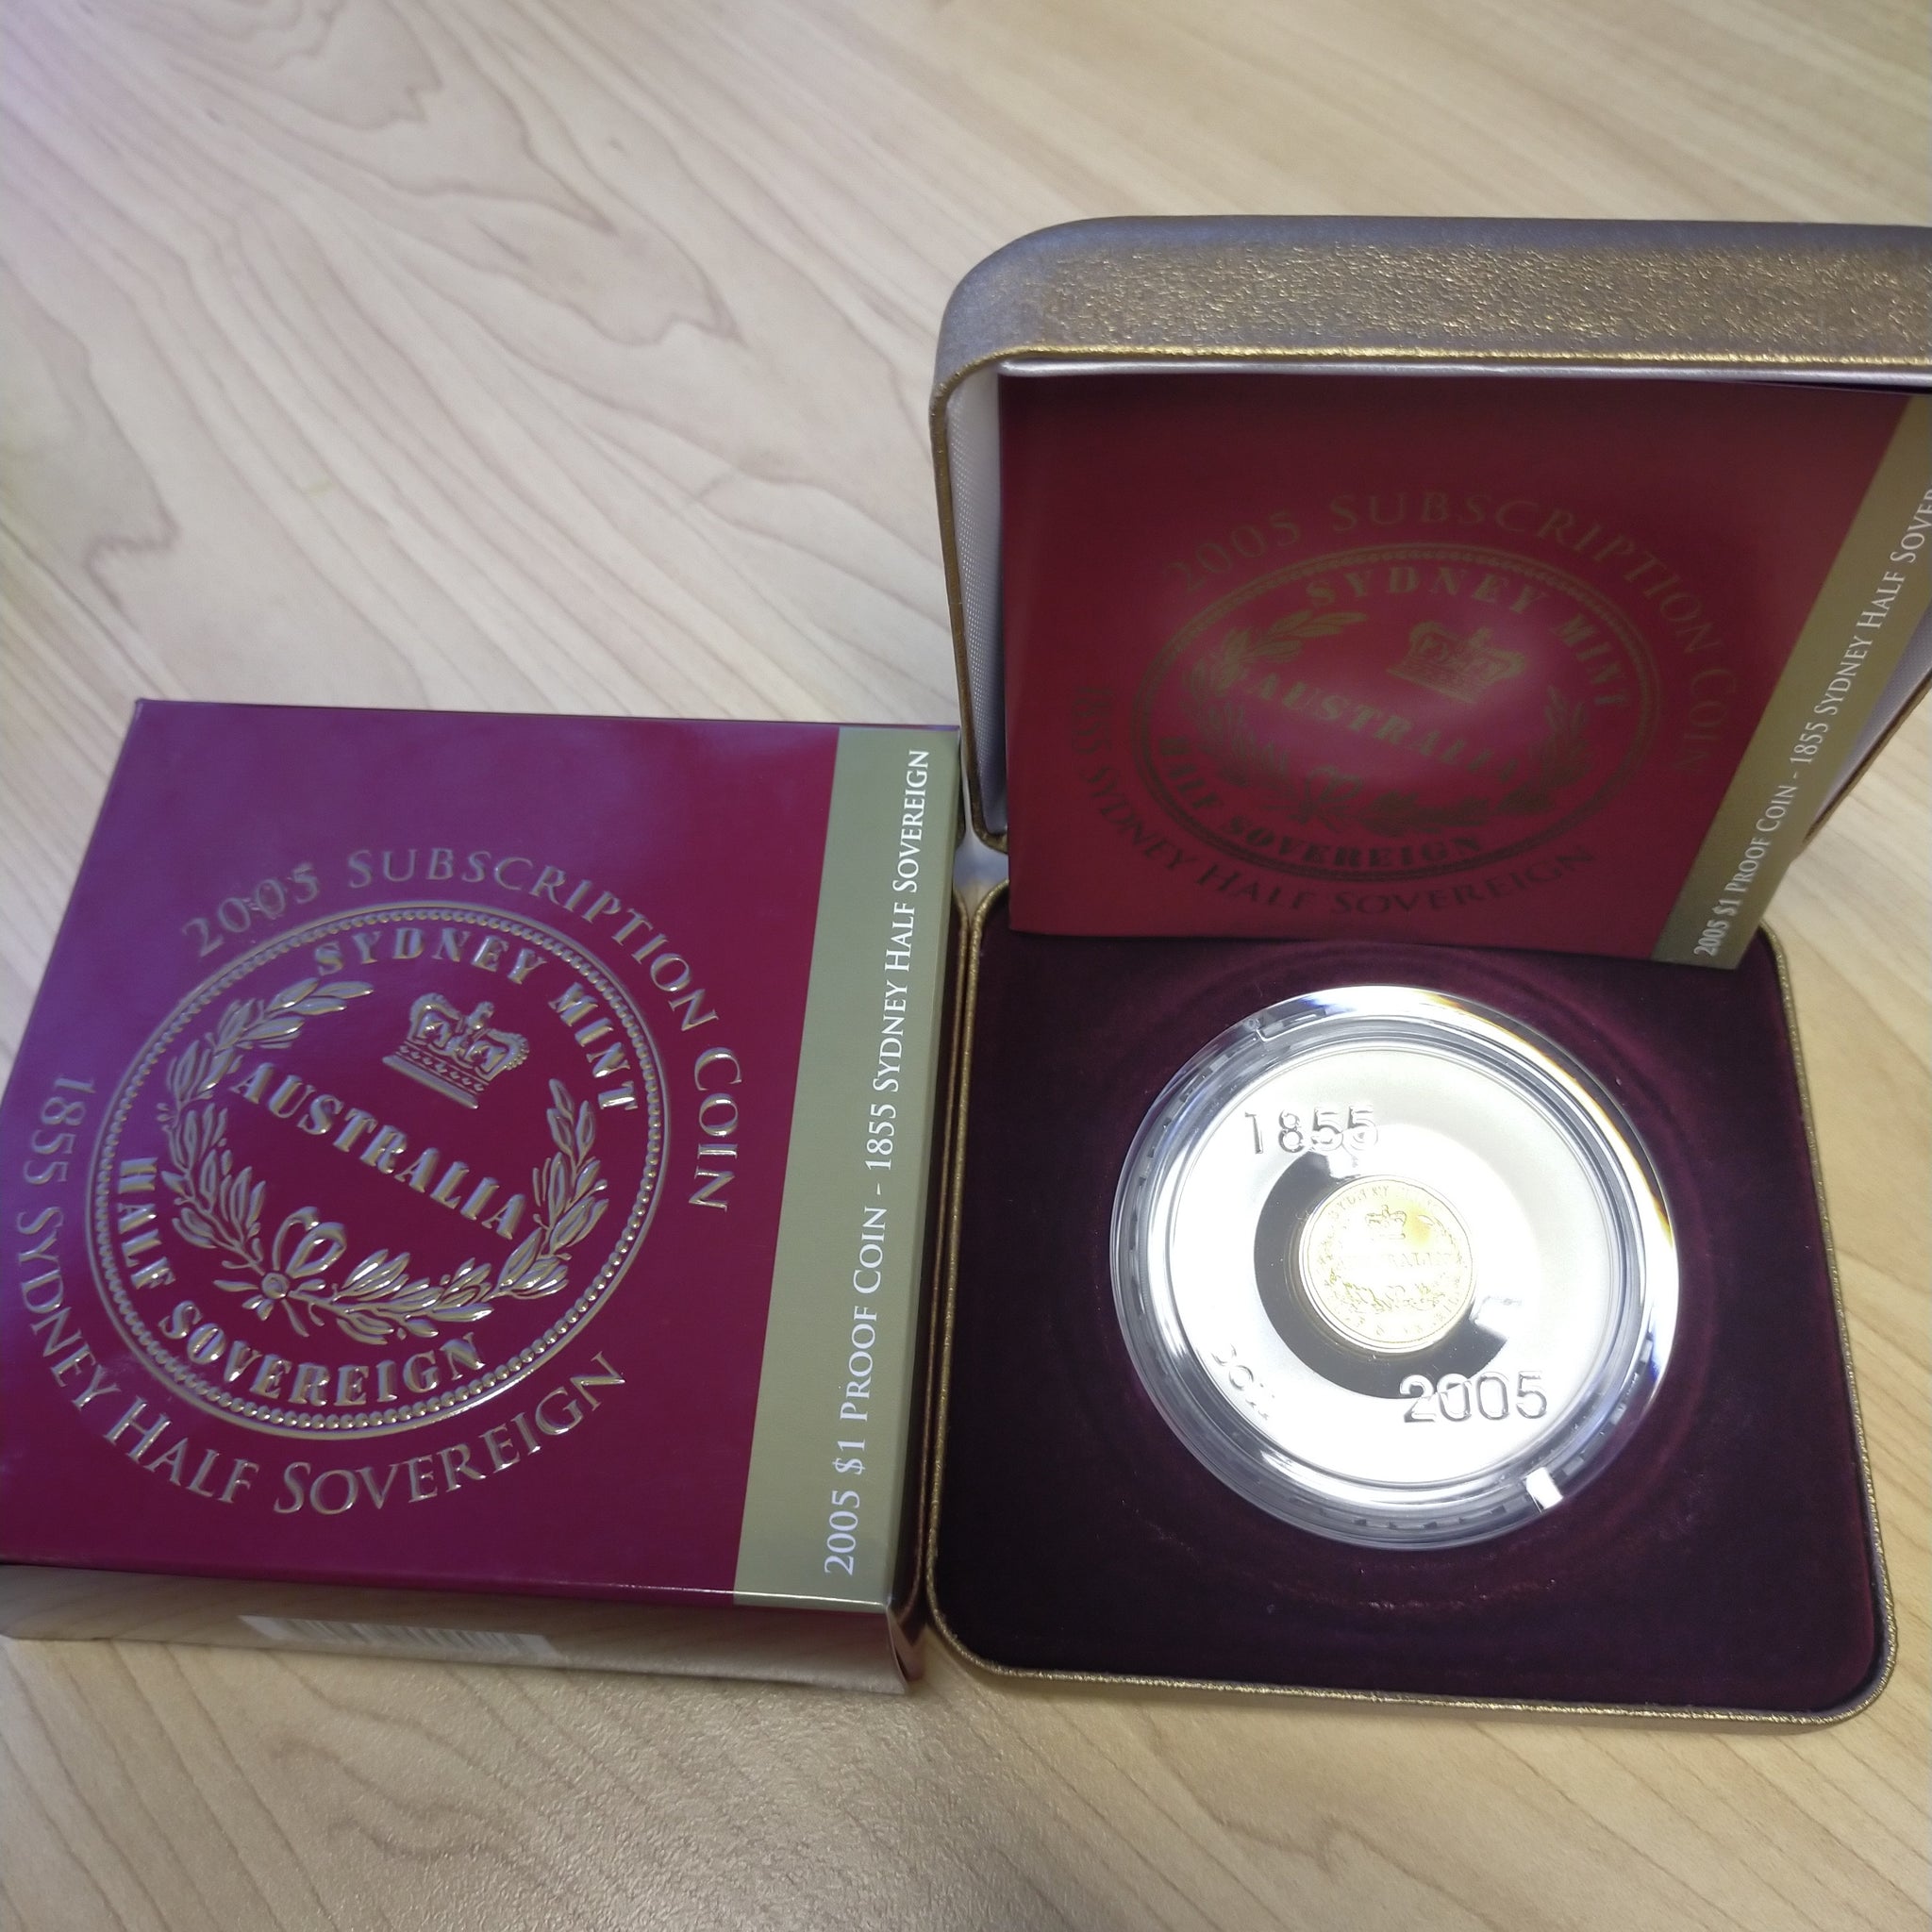 2005 SUBSCRIPTION COIN
SYDNEY MINT
AUSTRALIA
HALF SOVEREIGN
1855 SYDNEY HALF SOVEREIGN
2005 $1 PROOF COIN - 1855 SYDNEY HALF SOVEREIGN
2005 SUBSCRIPTION COIN
SYDNEY MINT
AUSTRALIA
HALF SOVEREIGN
1855 SYDNEY HALF SOVEREIGN
2005 $1 PROOF COIN - 1855 SYDNEY HALF
1855
SYDNEY
AUSTRALIA
2005